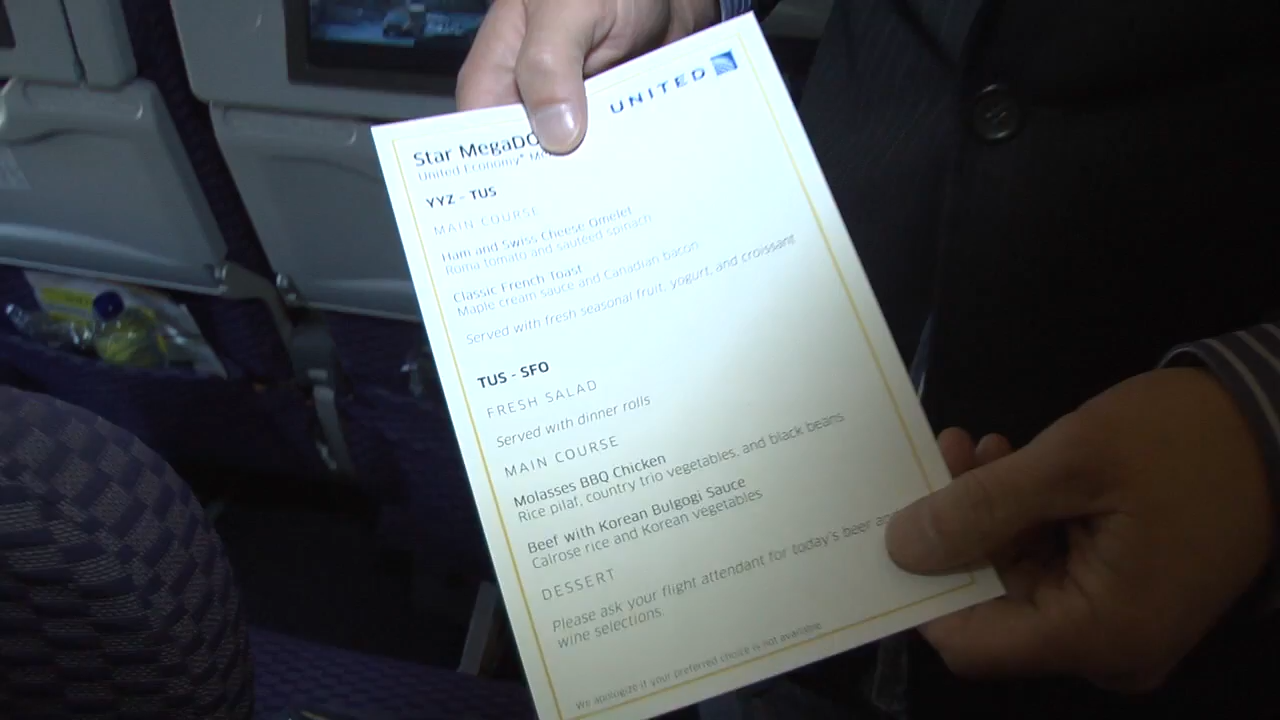 UNITED
Star MegaDO
United Economy®
YYZ - TUS
MAIN COURSE
Ham and Swiss Cheese Omelet
Roma tomato and sautéed spinach
Classic French Toast
Maple cream sauce and Canadian bacon
Served with fresh seasonal fruit, yogurt, and croissant
TUS - SFO
FRESH SALAD
Served with dinner rolls
MAIN COURSE
Molasses BBQ Chicken
Rice pilaf, country trio vegetables, and black beans
Beef with Korean Bulgogi Sauce
Calrose rice and Korean vegetables
DESSERT
Please ask your flight attendant for today's beer
wine selections.
We apologize if your preferred choice is not available.